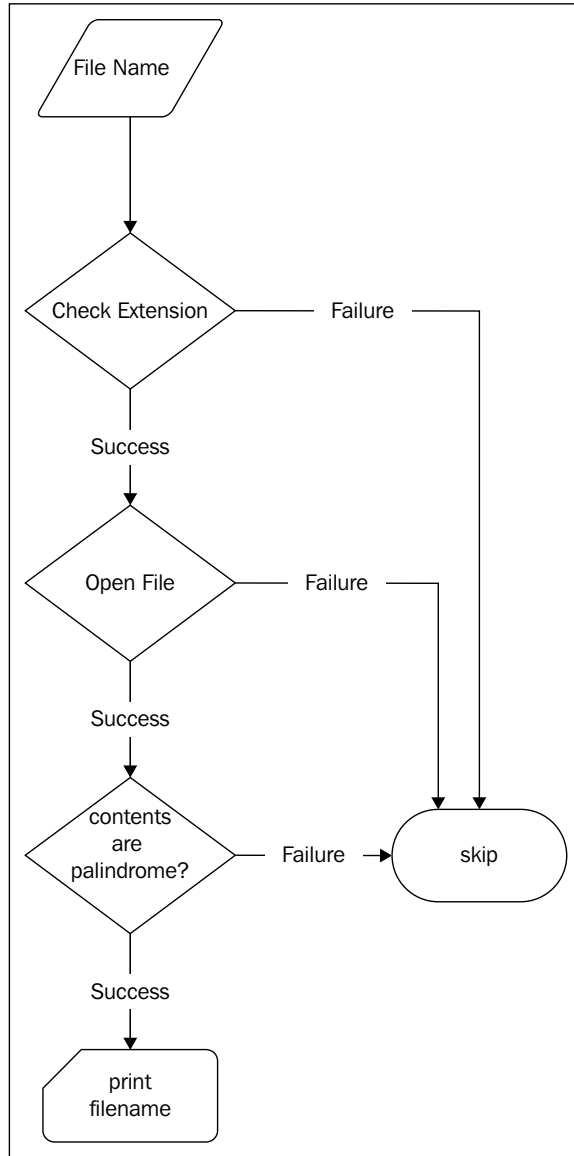 File Name
Check Extension
Failure
Success
Open File
Failure
Success
contents
are
palindrome?
Failure
skip
Success
print
filename